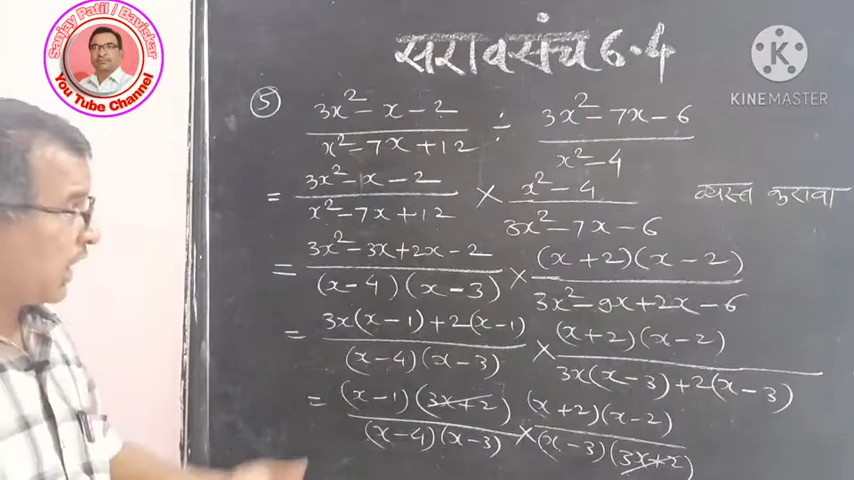 Sanjay Patil / Baviskar
You Tube Channel
सरावसंच 6.4
KINEMASTER
⑤ (3x² - x - 2)/(x² - 7x + 12) ÷ (3x² - 7x - 6)/(x² - 4)
= (3x² - x - 2)/(x² - 7x + 12) × (x² - 4)/(3x² - 7x - 6) व्यस्त करावा
= (3x² - 3x + 2x - 2)/((x - 4)(x - 3)) × ((x + 2)(x - 2))/(3x² - 9x + 2x - 6)
= (3x(x - 1) + 2(x - 1))/((x - 4)(x - 3)) × ((x + 2)(x - 2))/(3x(x - 3) + 2(x - 3))
= ((x - 1)(3x + 2))/((x - 4)(x - 3)) × ((x + 2)(x - 2))/((x - 3)(3x + 2))